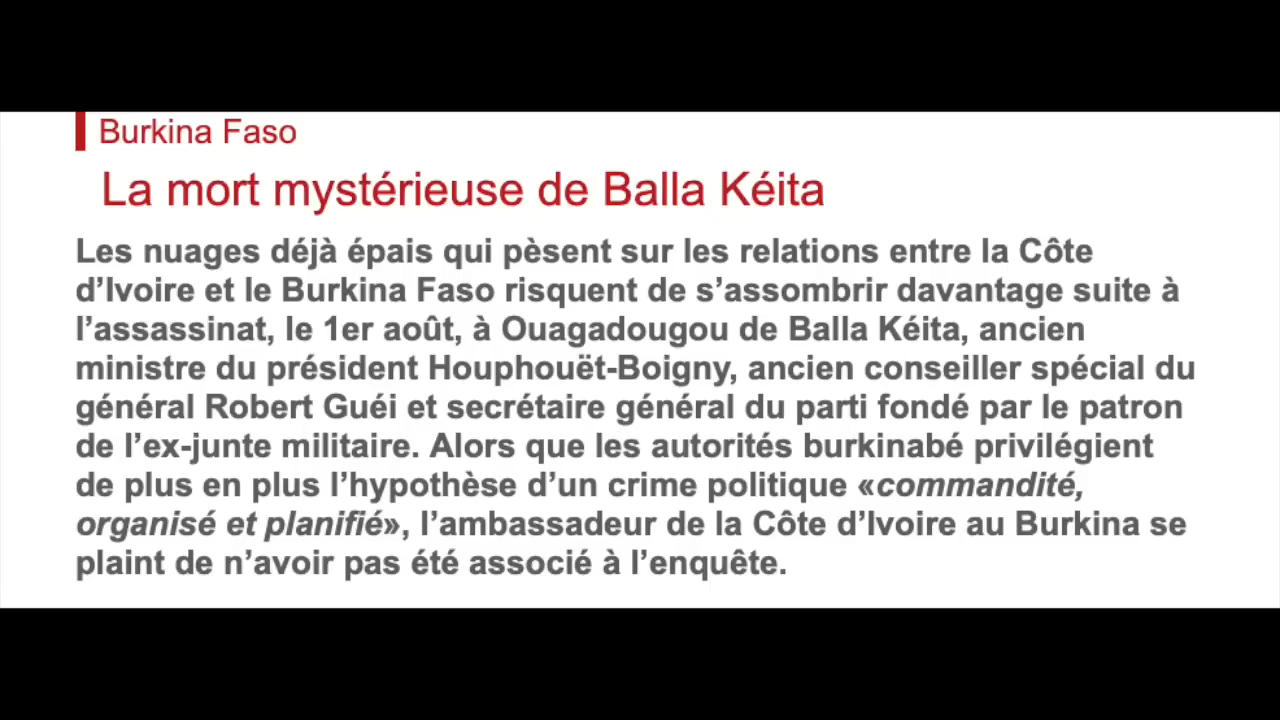 Burkina Faso
La mort mystérieuse de Balla Kéita
Les nuages déjà épais qui pèsent sur les relations entre la Côte
d’Ivoire et le Burkina Faso risquent de s’assombrir davantage suite à
l’assassinat, le 1er août, à Ouagadougou de Balla Kéita, ancien
ministre du président Houphouët-Boigny, ancien conseiller spécial du
général Robert Guéi et secrétaire général du parti fondé par le patron
de l’ex-junte militaire. Alors que les autorités burkinabé privilégient
de plus en plus l’hypothèse d’un crime politique «commandité,
organisé et planifié», l’ambassadeur de la Côte d’Ivoire au Burkina se
plaint de n’avoir pas été associé à l’enquête.